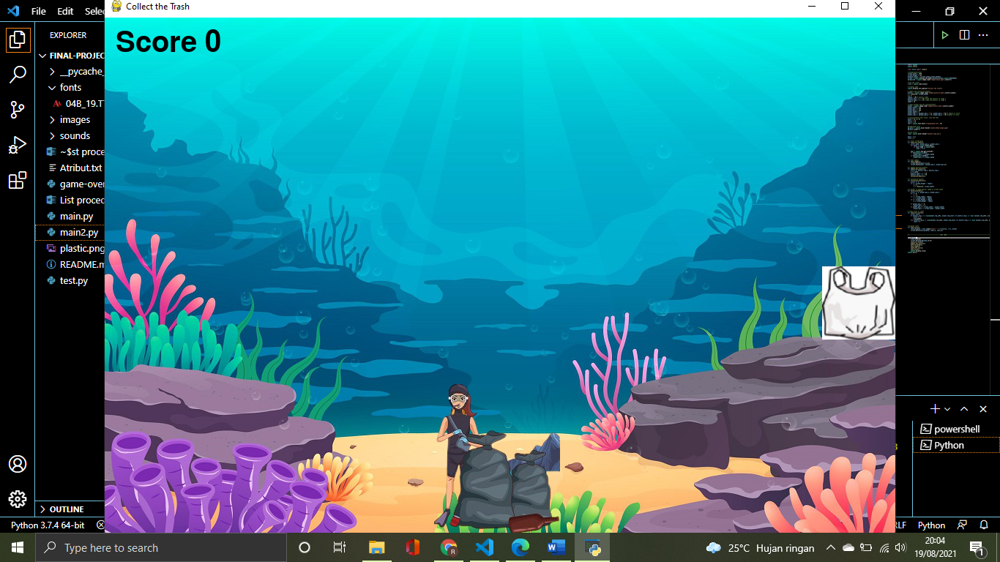 File Edit Selec
Collect the Trash
Score 0
EXPLORER
FINAL-PROJEC
__pycache_
fonts
04B_19.T
images
sounds
~$st proce
Atribut.txt
game-over
List proced
main.py
main2.py
plastic.png
README.m
test.py
OUTLINE
powershell
Python
Python 3.7.4 64-bit
RLF Python
Type here to search
25°C Hujan ringan
20:04
19/08/2021
1